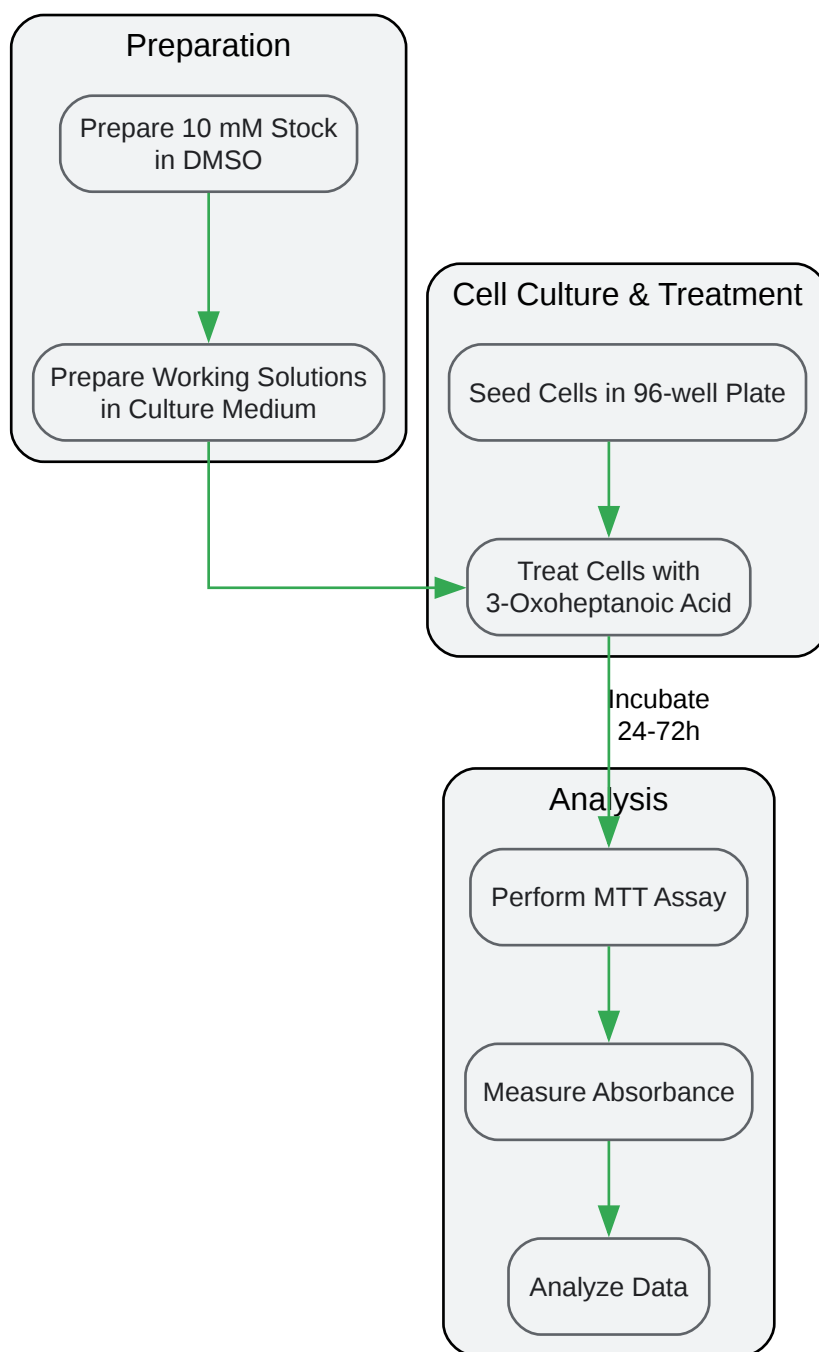 Preparation
Prepare 10 mM Stock
in DMSO
Prepare Working Solutions
in Culture Medium
Cell Culture & Treatment
Seed Cells in 96-well Plate
Treat Cells with
3-Oxoheptanoic Acid
Incubate
24-72h
Analysis
Perform MTT Assay
Measure Absorbance
Analyze Data